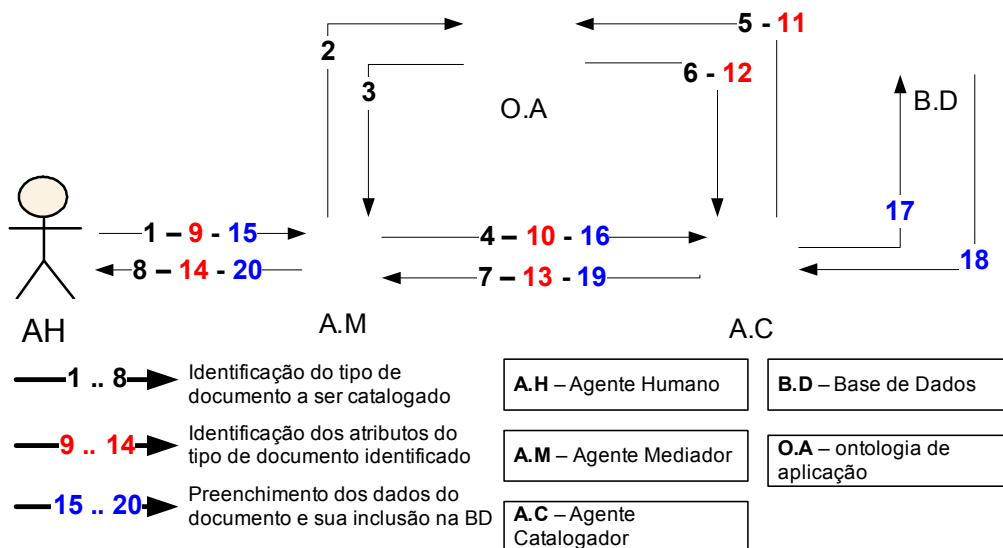 2
5 - 11
3
6 - 12
O.A
B.D
1 – 9 - 15
4 – 10 - 16
17
8 – 14 - 20
7 – 13 - 19
18
AH
A.M
A.C
1 .. 8
Identificação do tipo de
documento a ser catalogado
9 .. 14
Identificação dos atributos do
tipo de documento identificado
15 .. 20
Preenchimento dos dados do
documento e sua inclusão na BD
A.H – Agente Humano
A.M – Agente Mediador
A.C – Agente
Catalogador
B.D – Base de Dados
O.A – ontologia de
aplicação